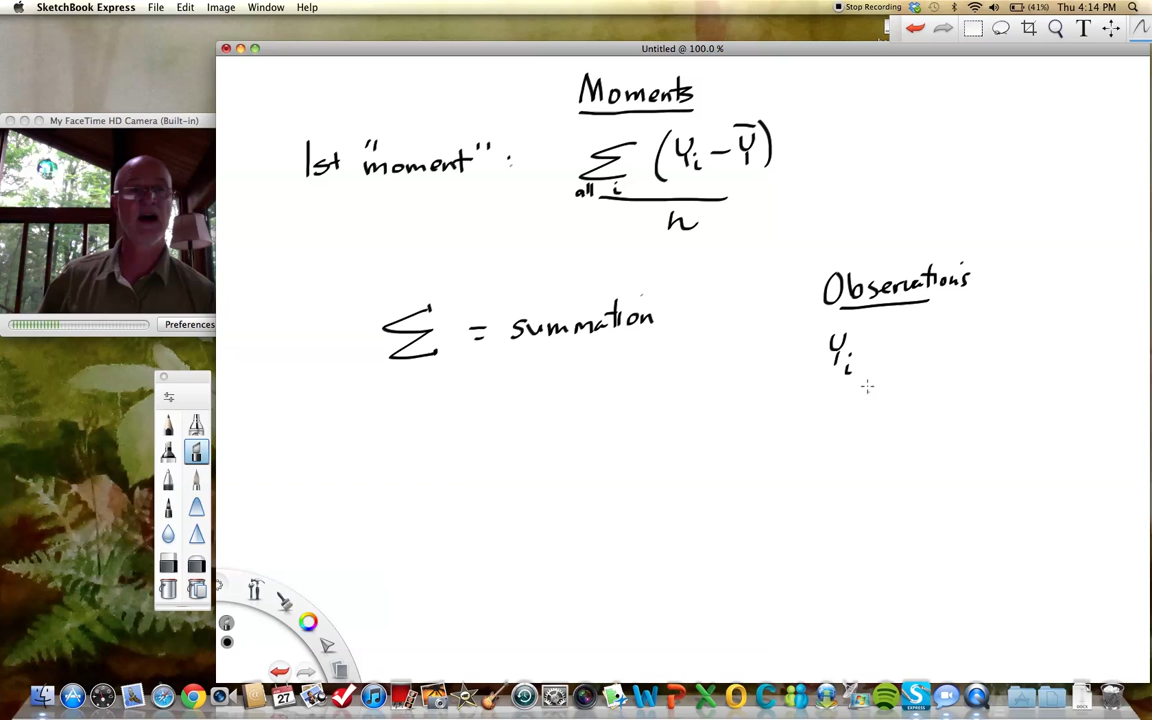 SketchBook Express File Edit Image Window Help Stop Recording (41%) Thu 4:14 PM
Untitled @ 100.0 %
My FaceTime HD Camera (Built-in)
Preferences
Moments
1st "moment" : Σ (Yi - Ȳ)
all i
n
Observations
Σ = summation
Yi